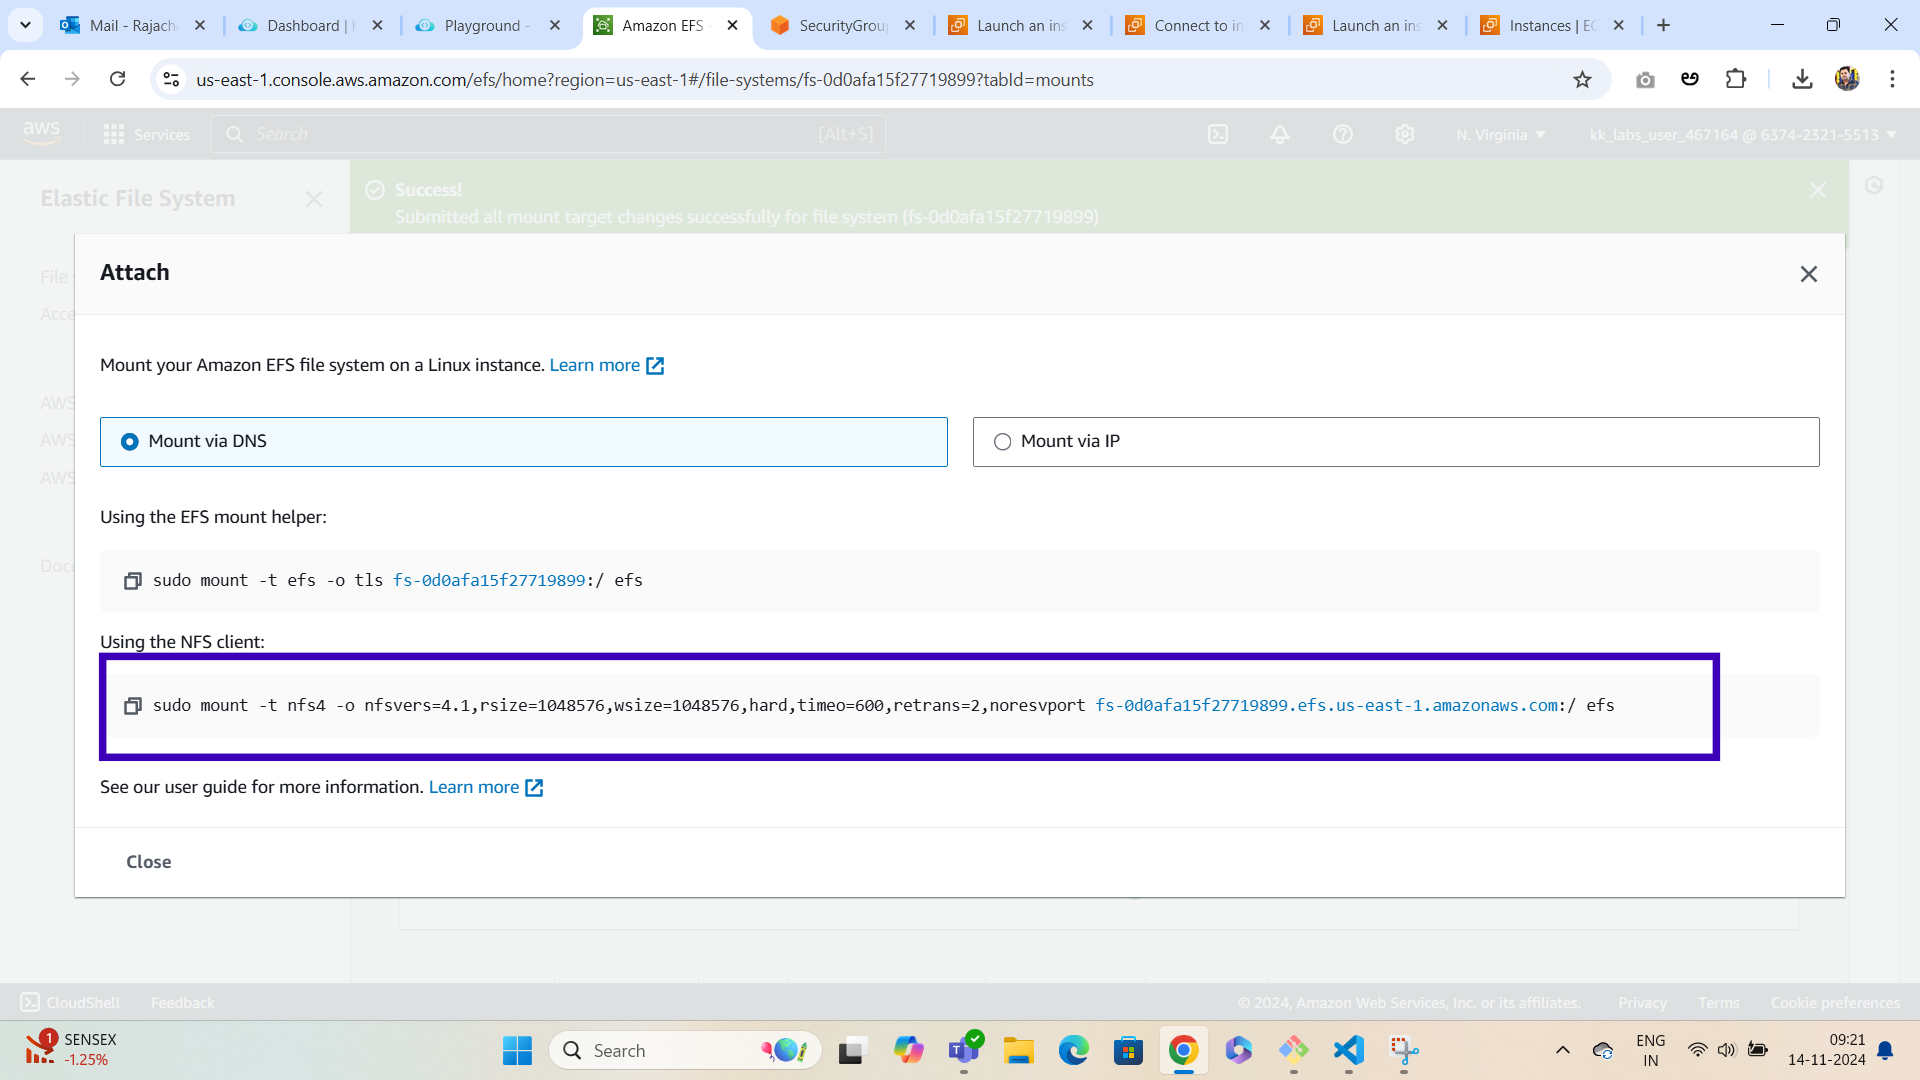 Mail - Rajach
Dashboard |
Playground -
Amazon EFS
SecurityGrou
Launch an ins
Connect to in
Launch an ins
Instances | EC
us-east-1.console.aws.amazon.com/efs/home?region=us-east-1#/file-systems/fs-0d0afa15f27719899?tabId=mounts
aws
Services
Search
[Alt+S]
N. Virginia
kk_labs_user_467164 @ 6374-2321-5513
Elastic File System
Success!
Submitted all mount target changes successfully for file system (fs-0d0afa15f27719899)
File
Acce
AWS
AWS
AWS
Docu
Attach
Mount your Amazon EFS file system on a Linux instance. Learn more
Mount via DNS
Mount via IP
Using the EFS mount helper:
sudo mount -t efs -o tls fs-0d0afa15f27719899:/ efs
Using the NFS client:
sudo mount -t nfs4 -o nfsvers=4.1,rsize=1048576,wsize=1048576,hard,timeo=600,retrans=2,noresvport fs-0d0afa15f27719899.efs.us-east-1.amazonaws.com:/ efs
See our user guide for more information. Learn more
Close
CloudShell
Feedback
© 2024, Amazon Web Services, Inc. or its affiliates.
Privacy
Terms
Cookie preferences
1
SENSEX
-1.25%
Search
ENG
IN
09:21
14-11-2024